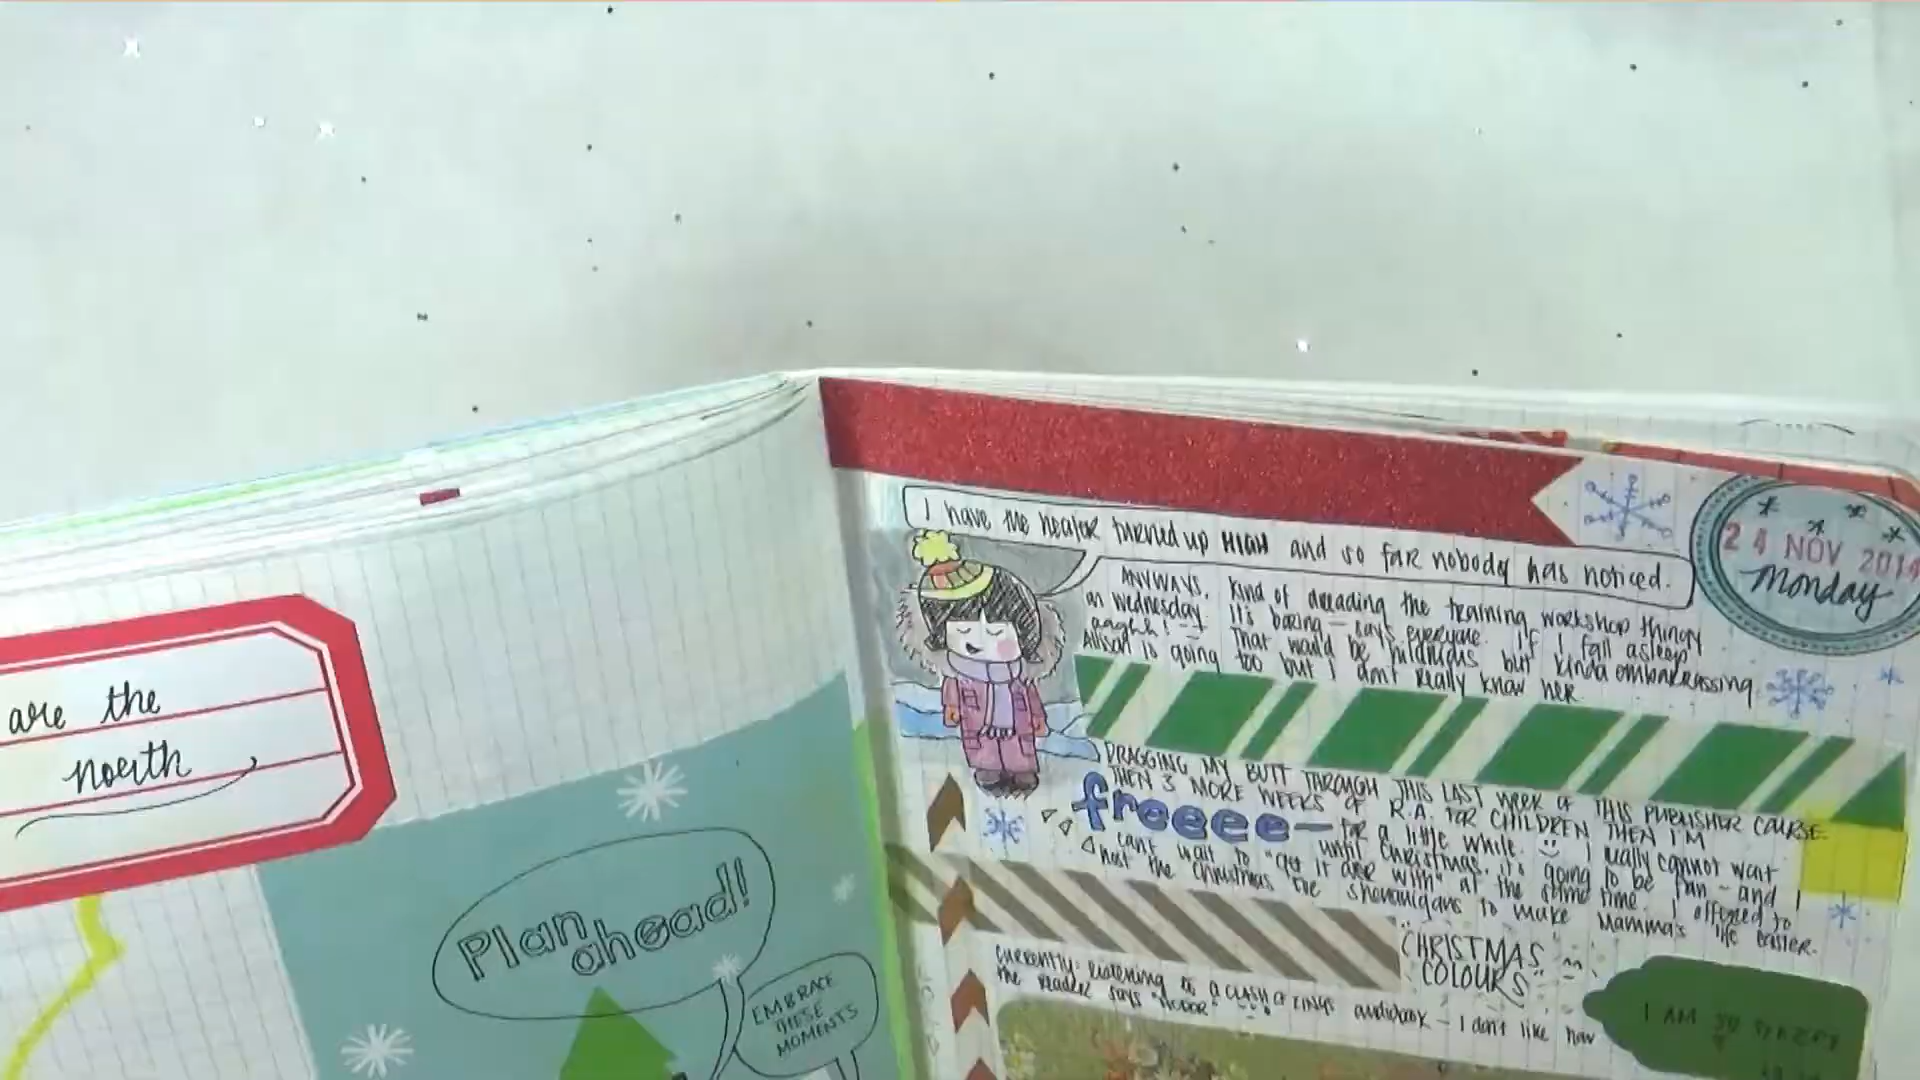 are the
north
Plan
ahead!
EMBRACE
THESE
MOMENTS
I have the heater turned up HIGH and so far nobody has noticed.
24 NOV 2014
Monday
ANYWAYS, kind of dreading the training workshop thingy
on Wednesday. It's boring - says everyone. If I fall asleep
aaghh! That would be hilarious but kinda embarrassing
Allison is going too but I don't really know her.
DRAGGING MY BUTT THROUGH THIS LAST WEEK OF THIS PUBLISHER COURSE.
THEN 3 MORE WEEKS OF R.A. FOR CHILDREN THEN I'M
freeee — for a little while. I really cannot wait
until Christmas. it's going to be fun - and I
can't wait to "get it over with" at the same time. I offered to
host the Christmas Eve shenanigans to make Mamma's life easier.
CHRISTMAS
COLOURS
Currently: listening to a CLASH OF KINGS audiobook - I don't like how
the reader says "HODOR"
I AM SO